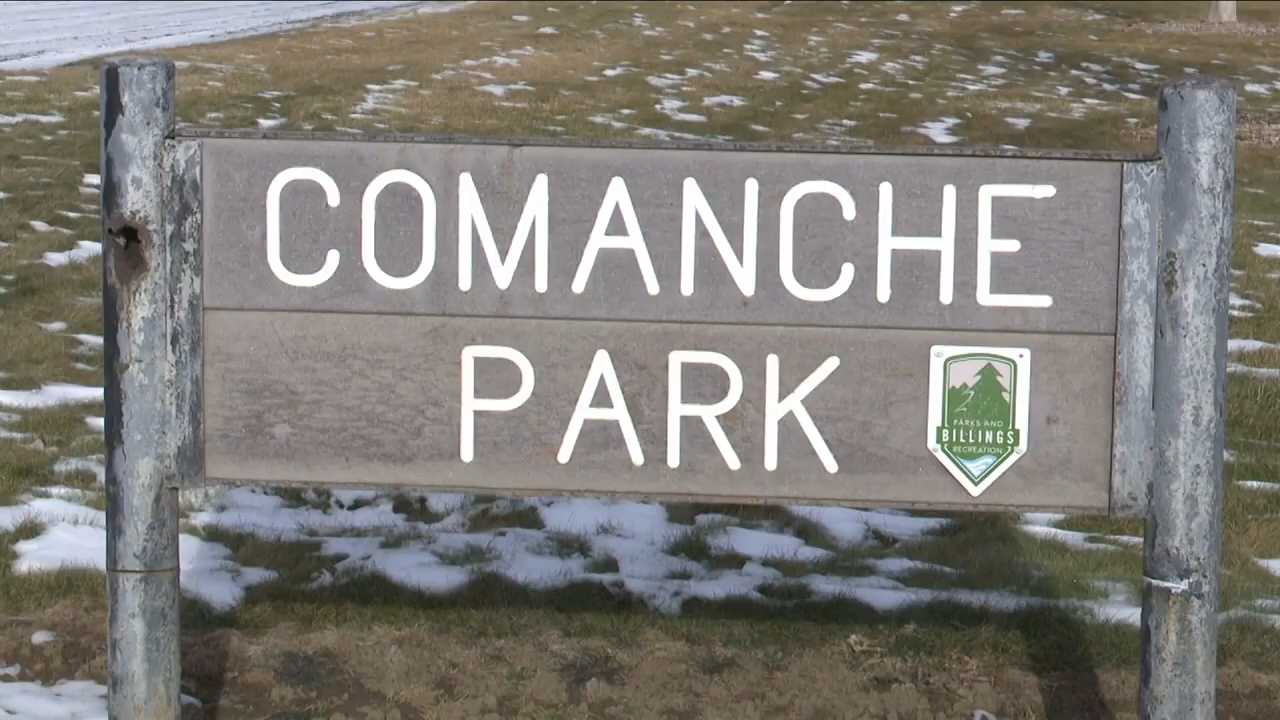 COMANCHE
PARK
PARKS AND
BILLINGS
RECREATION